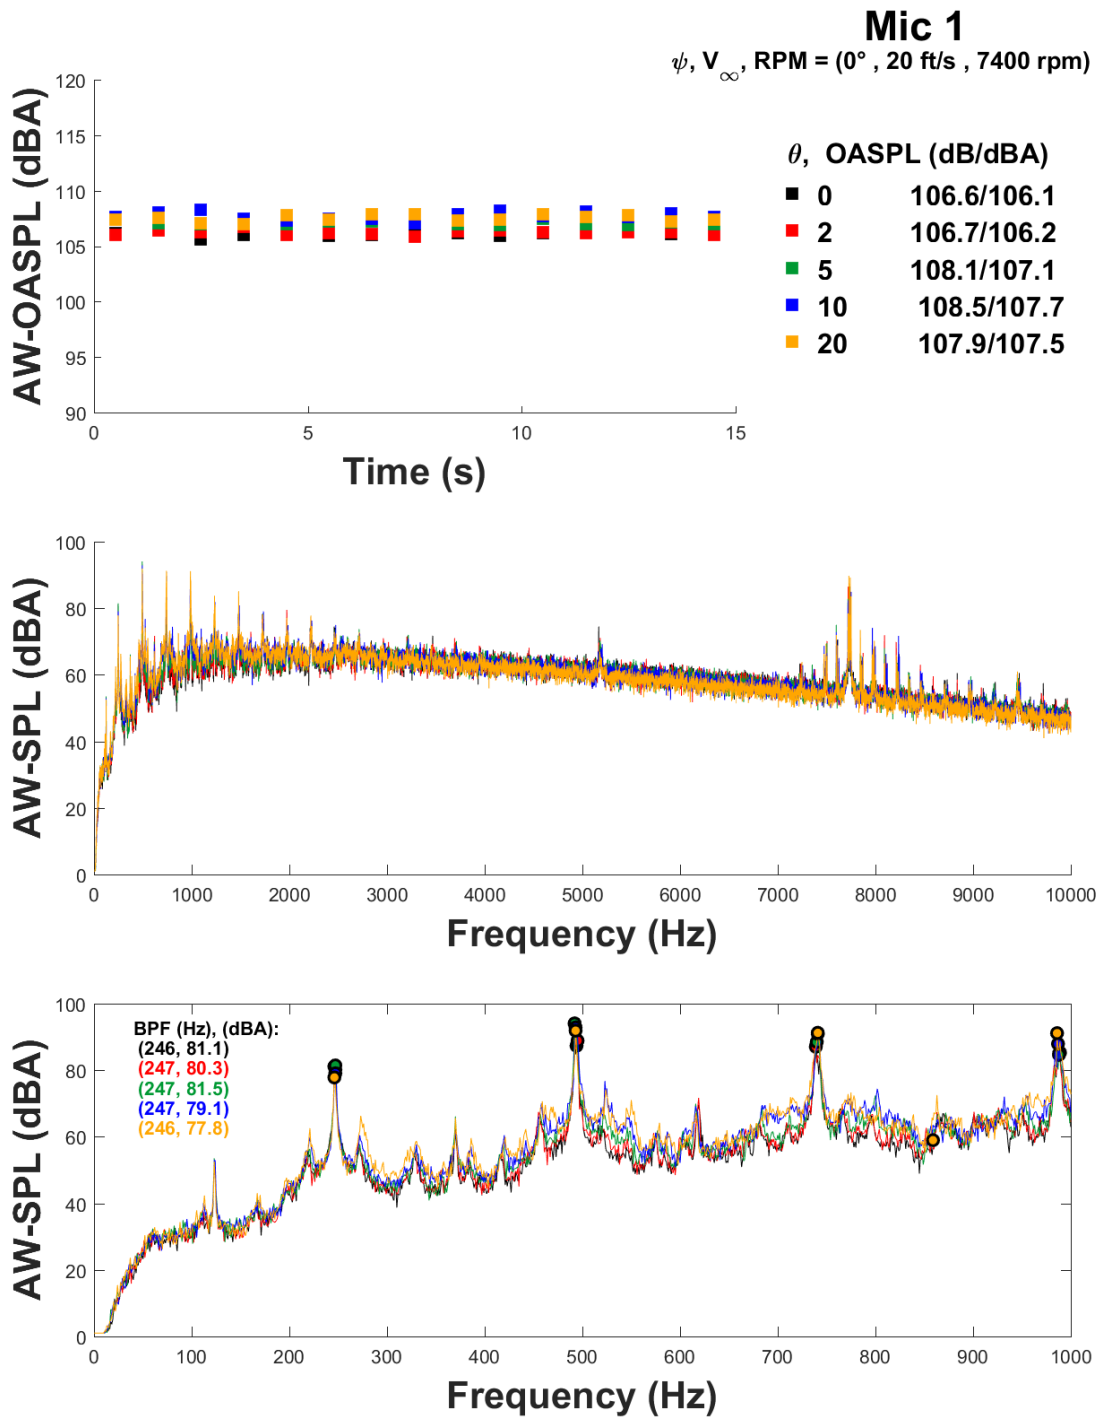 Mic 1
ψ, V∞, RPM = (0° , 20 ft/s , 7400 rpm)
120
115
110
105
100
95
90
0
5
10
15
AW-OASPL (dBA)
Time (s)
θ, OASPL (dB/dBA)
0 106.6/106.1
2 106.7/106.2
5 108.1/107.1
10 108.5/107.7
20 107.9/107.5
100
80
60
40
20
0
0 1000 2000 3000 4000 5000 6000 7000 8000 9000 10000
AW-SPL (dBA)
Frequency (Hz)
BPF (Hz), (dBA):
(246, 81.1)
(247, 80.3)
(247, 81.5)
(247, 79.1)
(246, 77.8)
100
80
60
40
20
0
0 100 200 300 400 500 600 700 800 900 1000
AW-SPL (dBA)
Frequency (Hz)